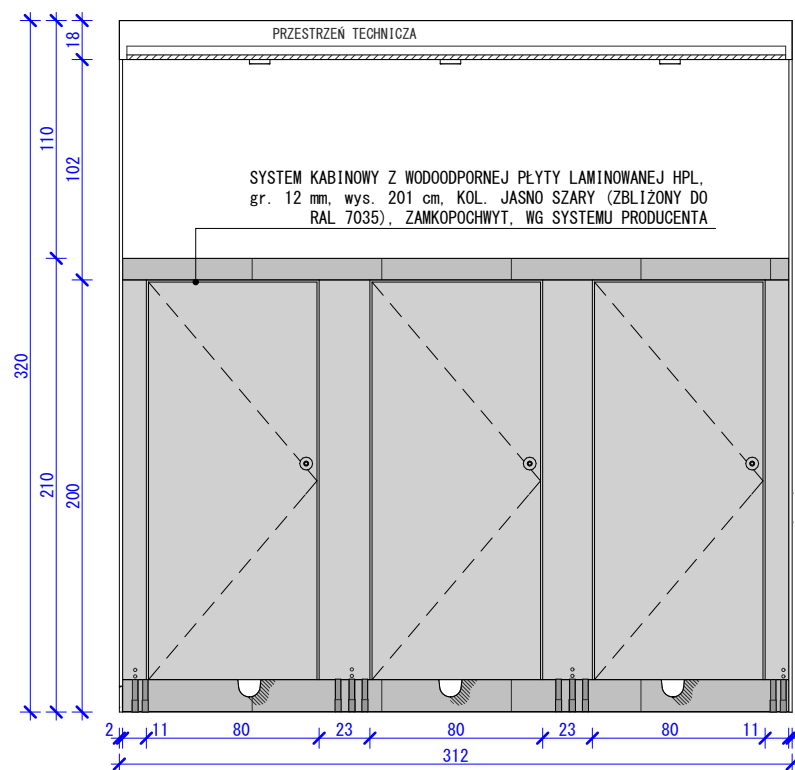 PRZESTRZEŃ TECHNICZA
18
110
102
SYSTEM KABINOWY Z WODOODPORNEJ PŁYTY LAMINOWANEJ HPL,
gr. 12 mm, wys. 201 cm, KOL. JASNO SZARY (ZBLIŻONY DO
RAL 7035), ZAMKOPOCHWYT, WG SYSTEMU PRODUCENTA
320
210
200
2 11 80 23 80 23 80 11
312